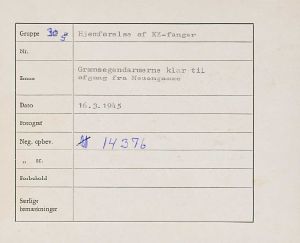 Gruppe 30 g Hjemførelse af KZ-fanger
Nr.
Emne Grænsegendarmerne klar til
afgang fra Neuengamme
Dato 16.3.1945
Fotograf
Neg. opbev. 14376
„ nr.
Forbehold
Særlige
bemærkninger